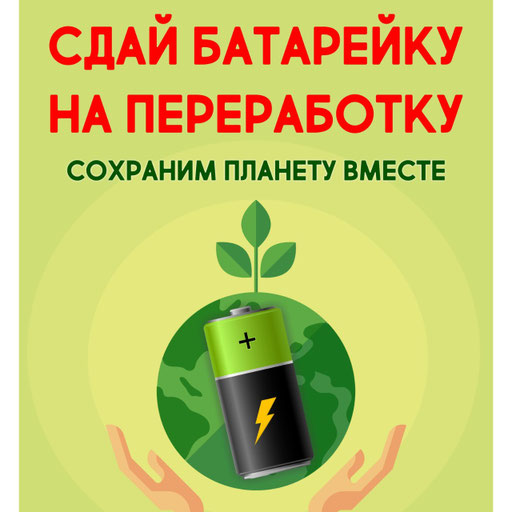 СДАЙ БАТАРЕЙКУ
НА ПЕРЕРАБОТКУ
СОХРАНИМ ПЛАНЕТУ ВМЕСТЕ
+